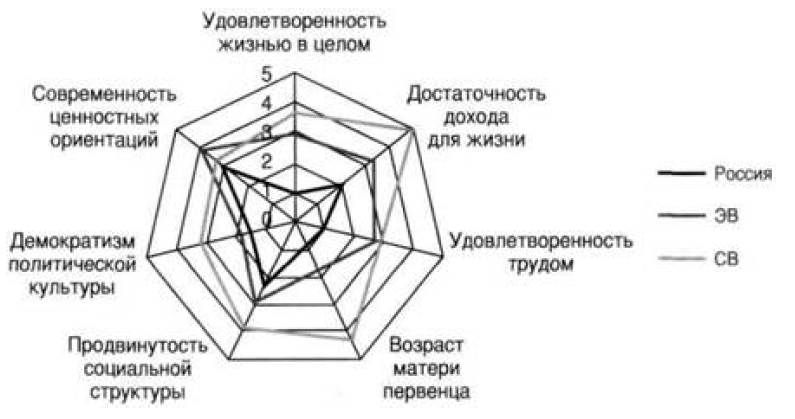 Удовлетворенность
жизнью в целом
Современность
ценностных
ориентаций
5
4
3
2
1
0
Достаточность
дохода
для жизни
Россия
ЭВ
СВ
Удовлетворенность
трудом
Демократизм
политической
культуры
Возраст
матери
первенца
Продвинутость
социальной
структуры